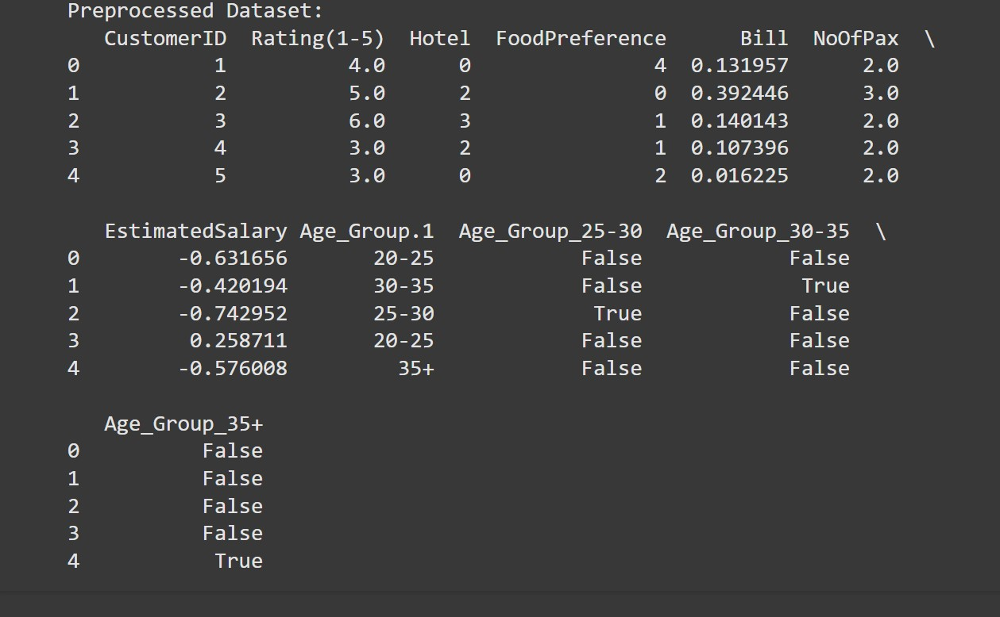 Preprocessed Dataset:
   CustomerID  Rating(1-5)  Hotel  FoodPreference      Bill  NoOfPax  \
0           1          4.0      0               4  0.131957      2.0
1           2          5.0      2               0  0.392446      3.0
2           3          6.0      3               1  0.140143      2.0
3           4          3.0      2               1  0.107396      2.0
4           5          3.0      0               2  0.016225      2.0

   EstimatedSalary Age_Group.1  Age_Group_25-30  Age_Group_30-35  \
0        -0.631656       20-25            False            False
1        -0.420194       30-35            False             True
2        -0.742952       25-30             True            False
3         0.258711       20-25            False            False
4        -0.576008         35+            False            False

   Age_Group_35+
0          False
1          False
2          False
3          False
4           True